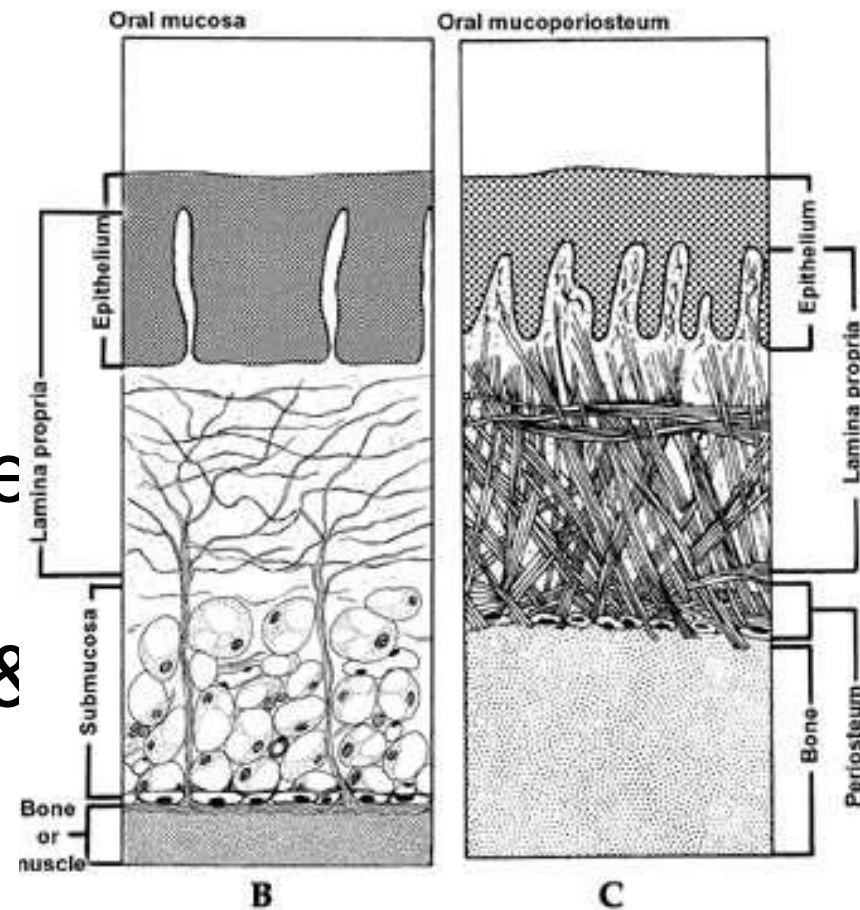 Oral mucosa
Oral mucoperiosteum
Epithelium
Lamina propria
Submucosa
Bone
or
muscle
Epithelium
Lamina propria
Bone
Periosteum
&
B
C